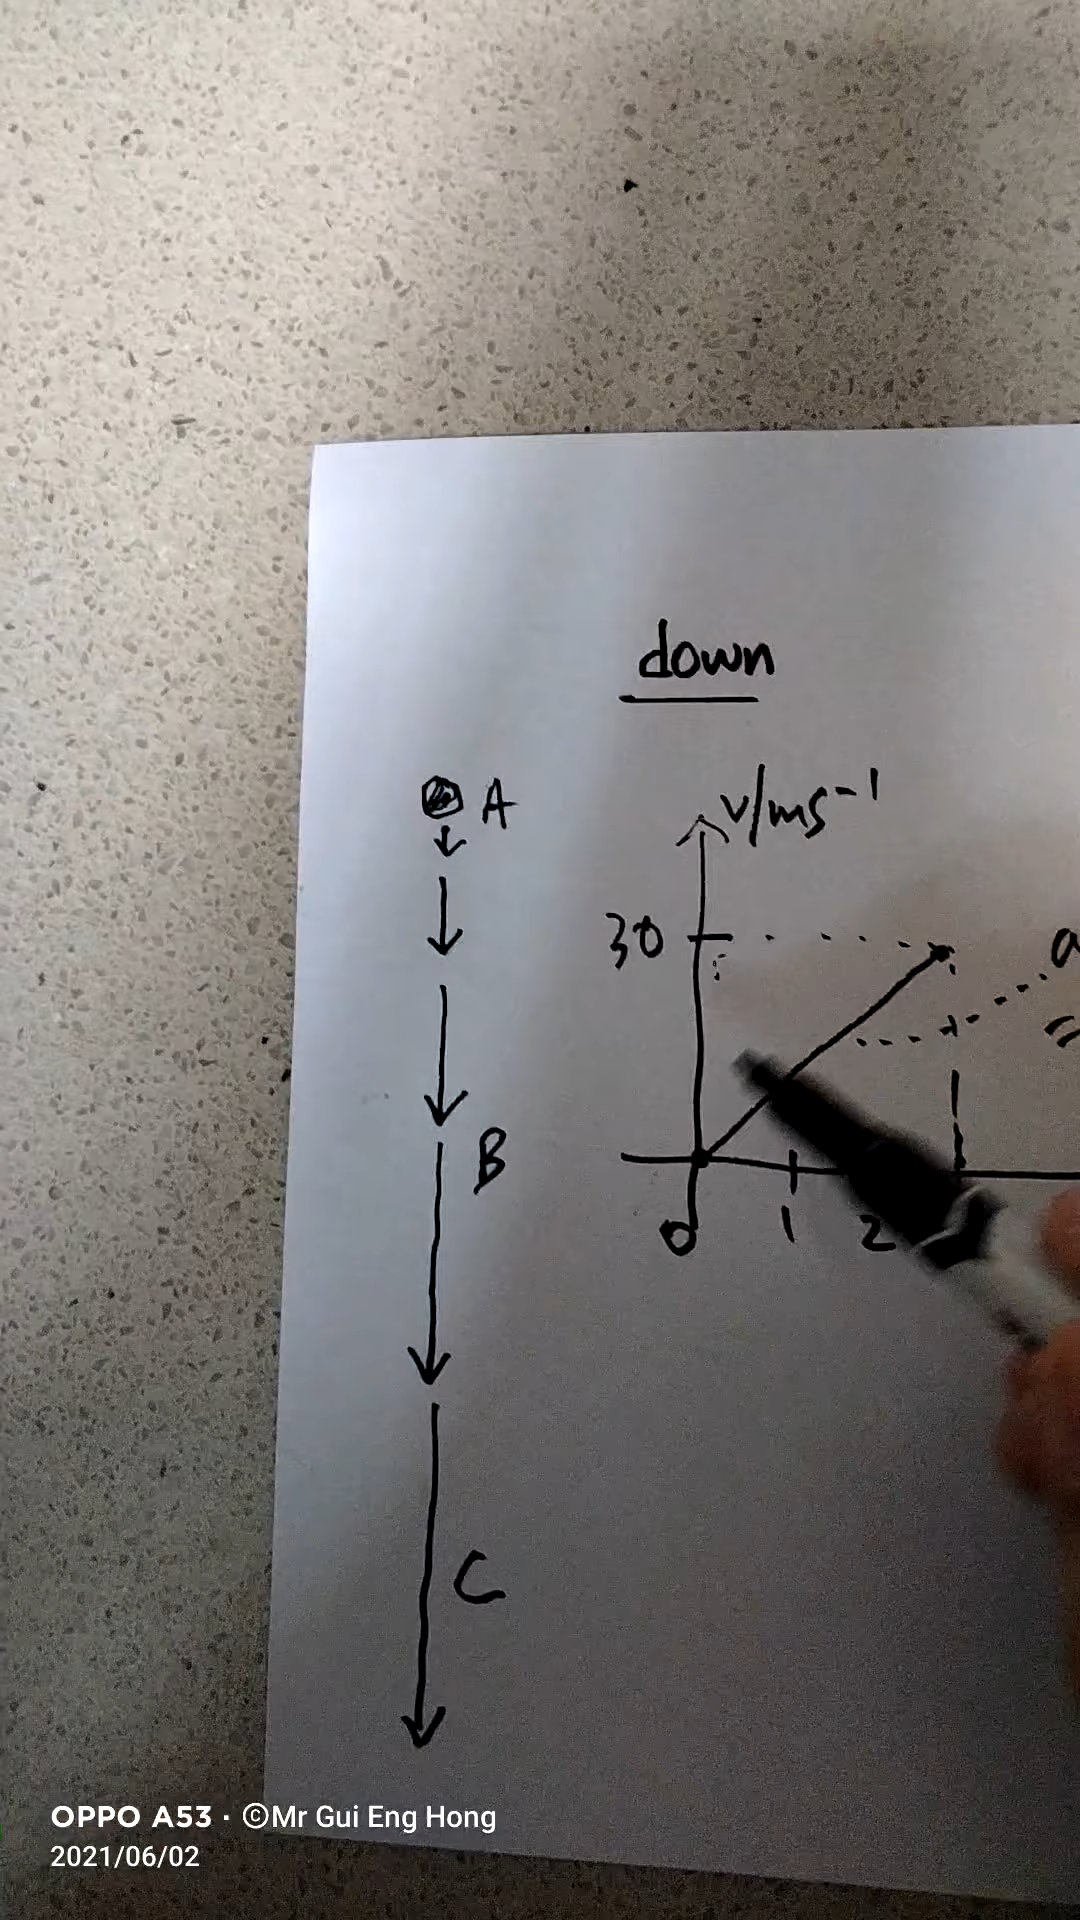 down
A
v/ms⁻¹
30
a
=
B
0 1 2
C
OPPO A53 · ©Mr Gui Eng Hong
2021/06/02